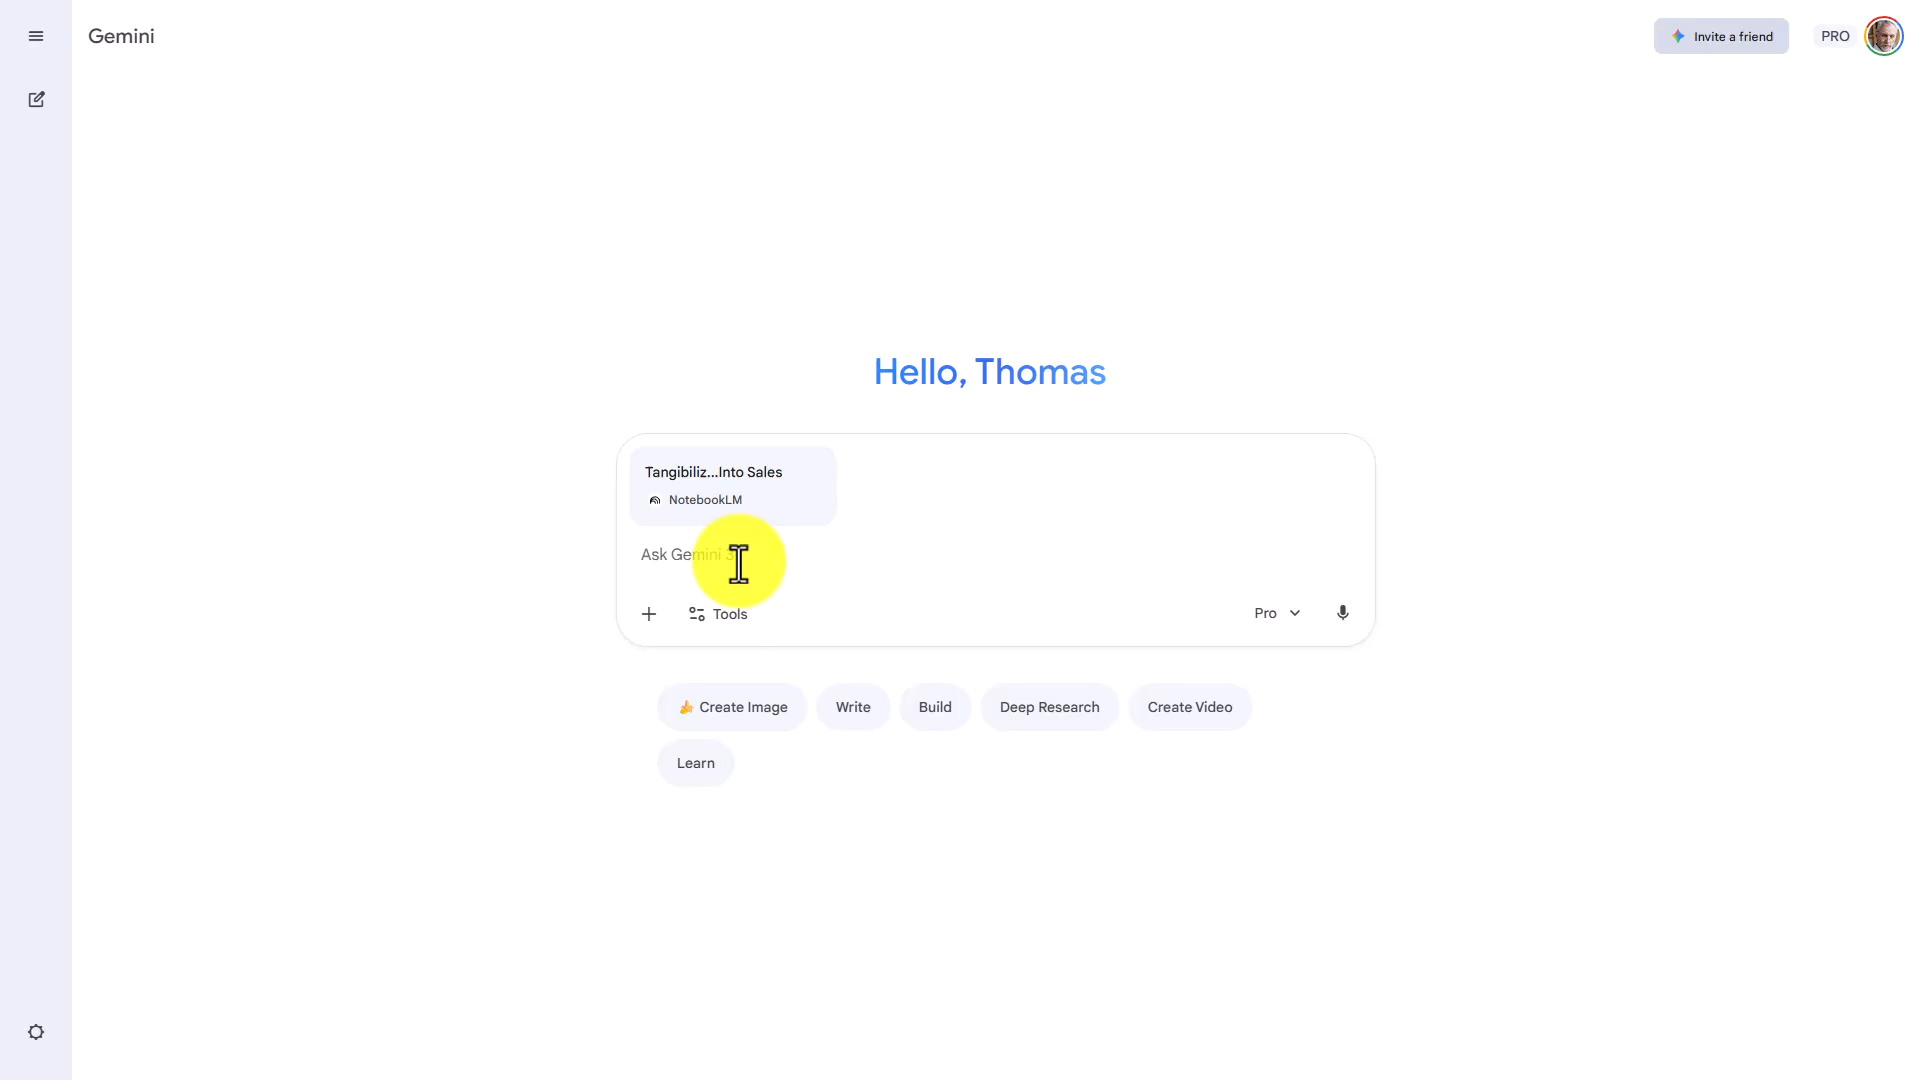 Gemini
Invite a friend
PRO
Hello, Thomas
Tangibiliz...Into Sales
NotebookLM
Ask Gemini 3
Tools
Pro
Create Image
Write
Build
Deep Research
Create Video
Learn